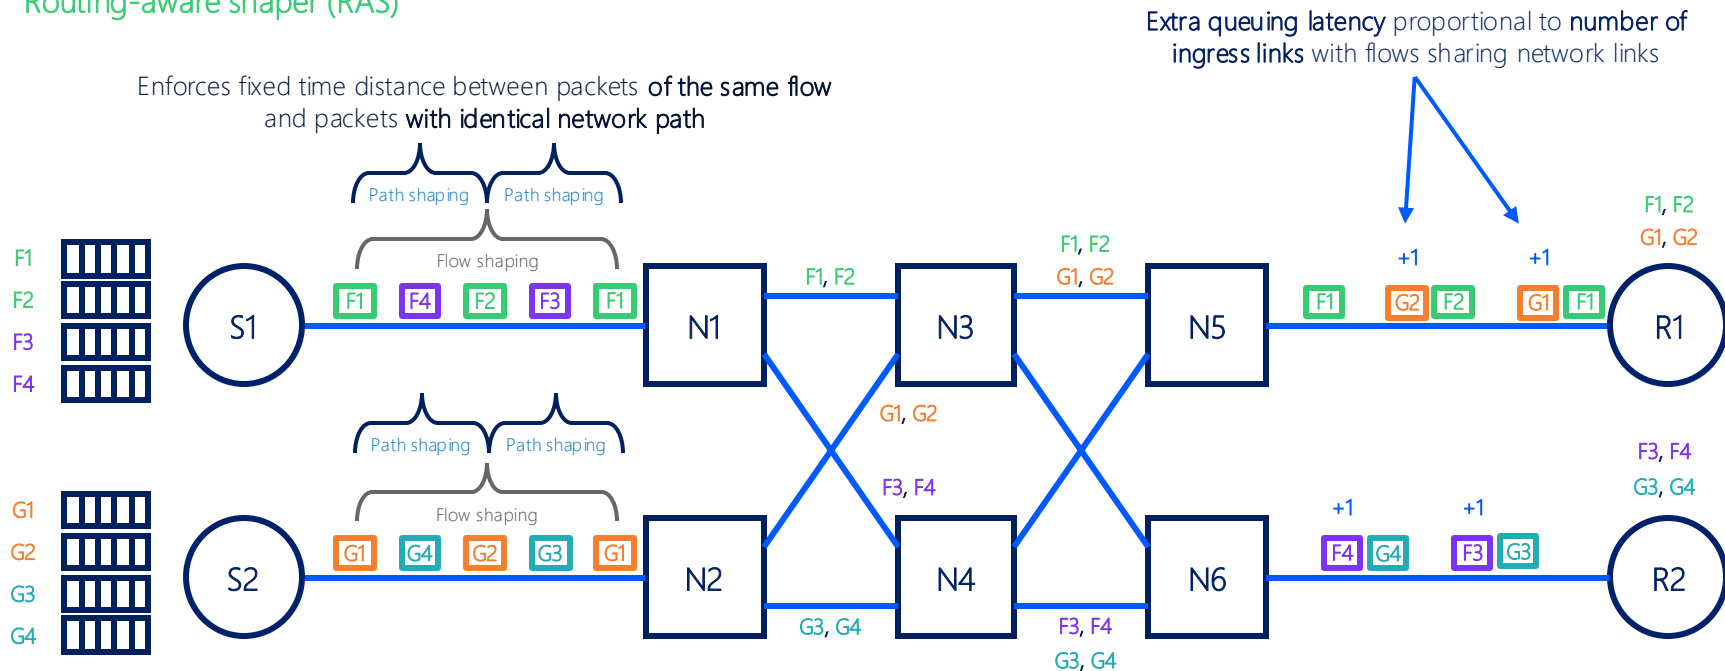 Routing-aware shaper (RAS)
Extra queuing latency proportional to number of
ingress links with flows sharing network links
Enforces fixed time distance between packets of the same flow
and packets with identical network path
Path shaping Path shaping
Flow shaping
F1
F2
F3
F4
S1
F1 F4 F2 F3 F1
N1
F1, F2
N3
F1, F2
G1, G2
N5
+1 +1
F1 G2 F2 G1 F1
F1, F2
G1, G2
R1
G1, G2
F3, F4
Path shaping Path shaping
Flow shaping
G1
G2
G3
G4
S2
G1 G4 G2 G3 G1
N2
G3, G4
N4
F3, F4
G3, G4
N6
+1 +1
F4 G4 F3 G3
F3, F4
G3, G4
R2